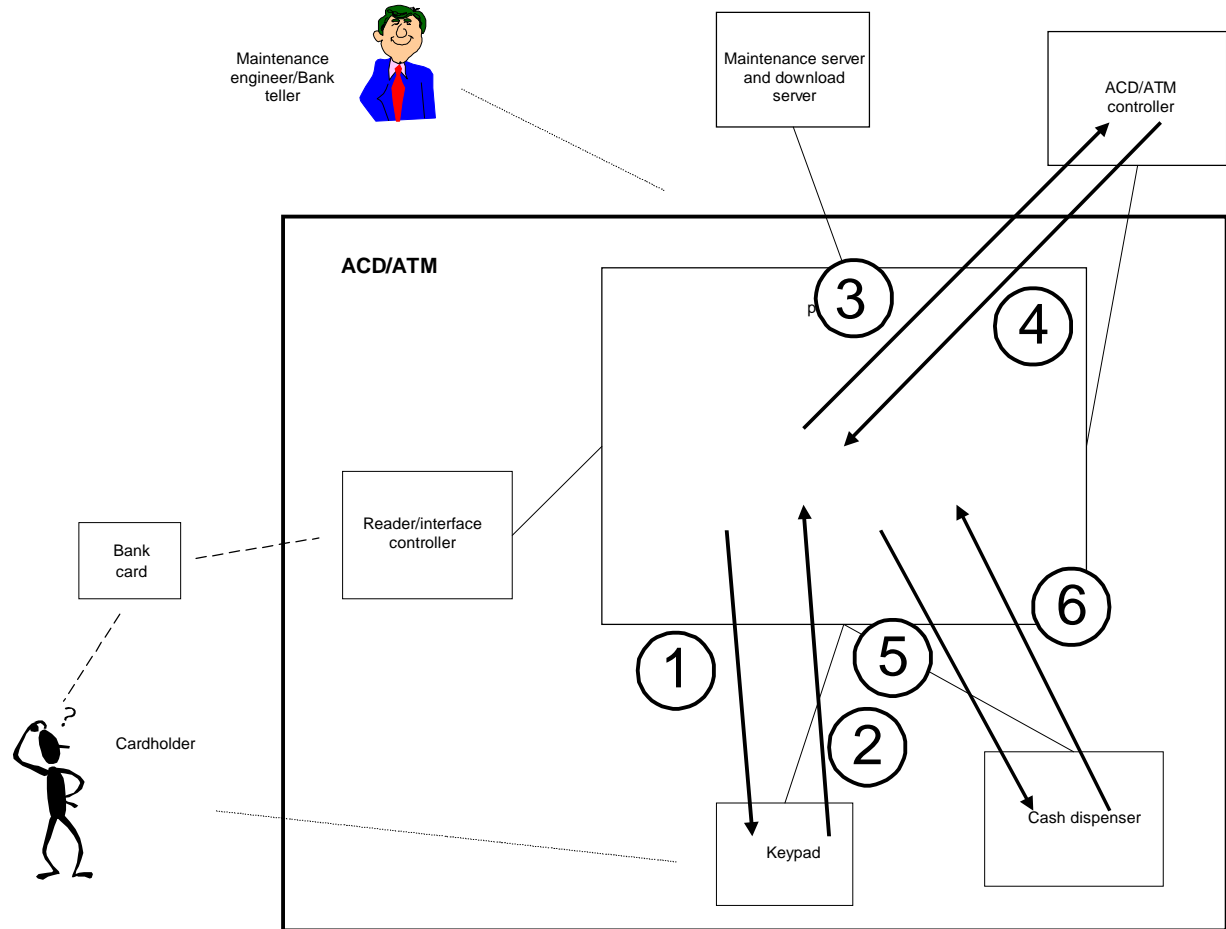 Maintenance
engineer/Bank
teller
Maintenance server
and download
server
ACD/ATM
controller
ACD/ATM
3
4
Reader/interface
controller
Bank
card
6
1
5
?
Cardholder
2
Cash dispenser
Keypad